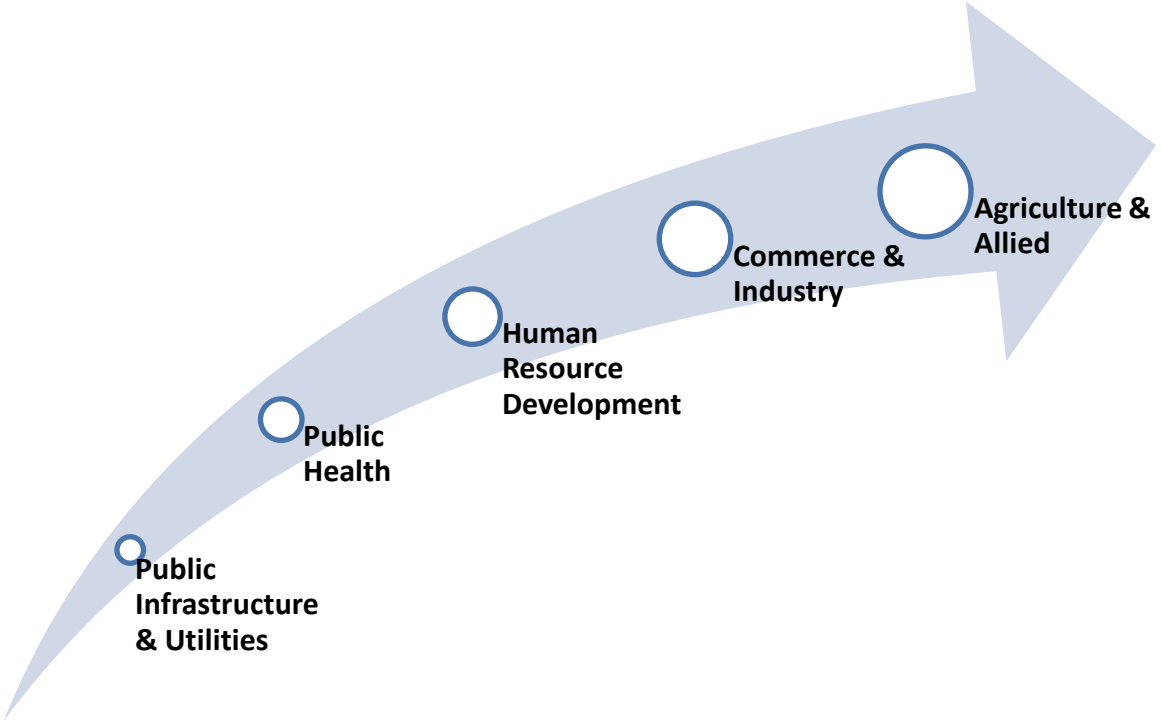 Agriculture &
Allied
Commerce &
Industry
Human
Resource
Development
Public
Health
Public
Infrastructure
& Utilities